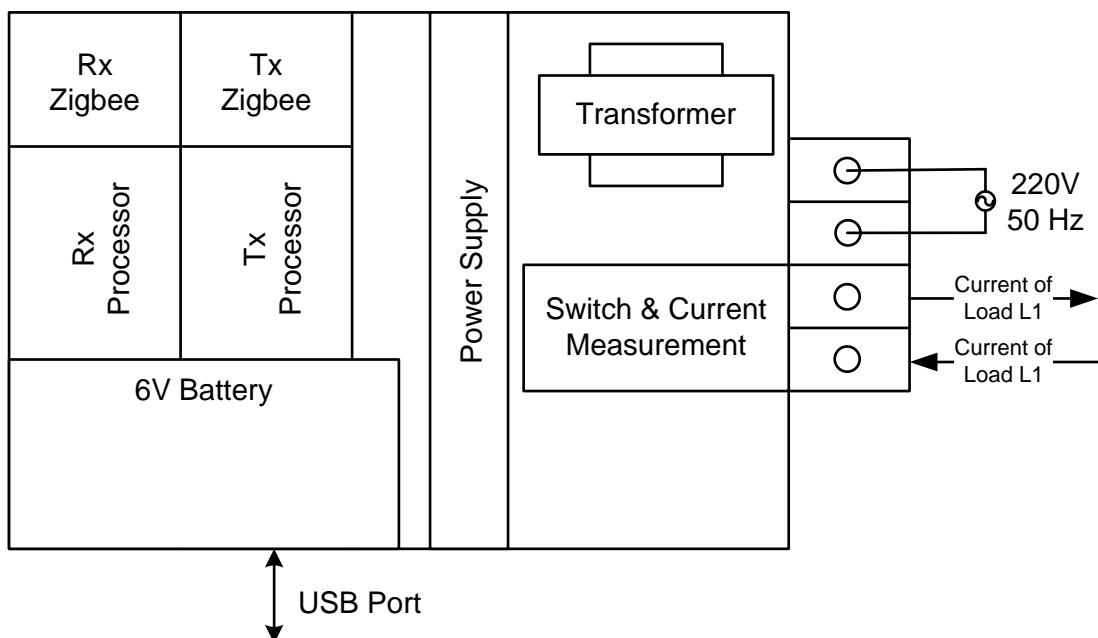 Rx
Zigbee
Tx
Zigbee
Rx
Processor
Tx
Processor
6V Battery
Power Supply
Transformer
Switch & Current
Measurement
220V
50 Hz
Current of
Load L1
Current of
Load L1
USB Port